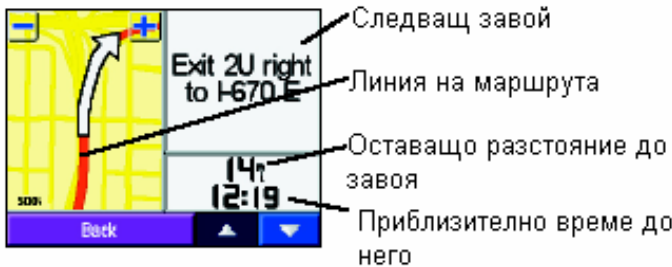 Следващ завой
Exit 2U right
to I-670 E
Линия на маршрута
Оставащо разстояние до
завоя
12:19
Back
Приблизително време до
него